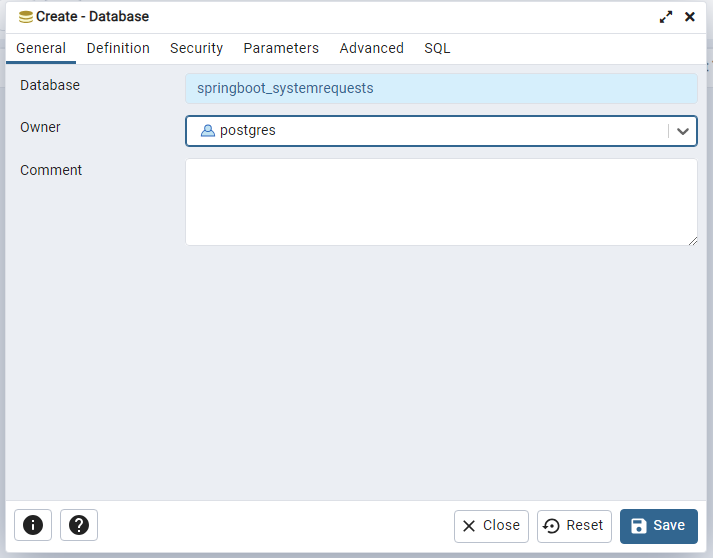 Create - Database
General Definition Security Parameters Advanced SQL
Database springboot_systemrequests
Owner postgres
Comment
Close Reset Save